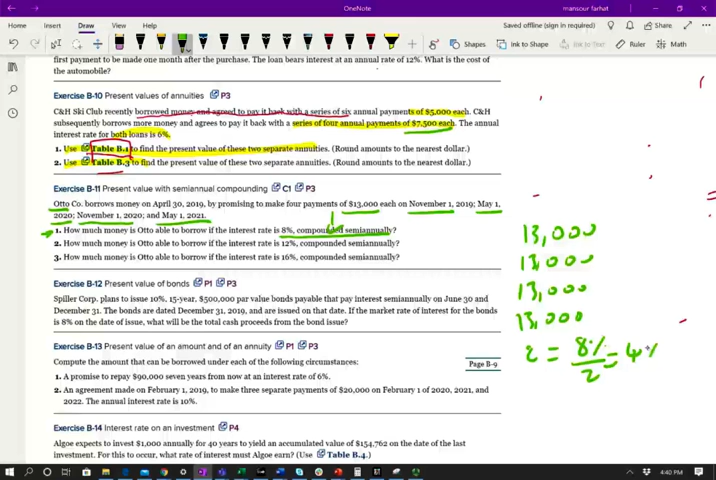 OneNote
mansour farhat
Home Insert Draw View Help Format Saved offline (sign in required) Share
Shapes Ink to Shape Ruler Math
first payment to be made one month after the purchase. The loan bears interest at an annual rate of 12%. What is the cost of
the automobile?
Exercise B-10 Present values of annuities P3
C&H Ski Club recently borrowed money and agreed to pay it back with a series of six annual payments of $5,000 each. C&H
subsequently borrows more money and agrees to pay it back with a series of four annual payments of $7,500 each. The annual
interest rate for both loans is 6%.
1. Use Table B.1 to find the present value of these two separate annuities. (Round amounts to the nearest dollar.)
2. Use Table B.3 to find the present value of these two separate annuities. (Round amounts to the nearest dollar.)
Exercise B-11 Present value with semiannual compounding C1 P3
Otto Co. borrows money on April 30, 2019, by promising to make four payments of $13,000 each on November 1, 2019; May 1,
2020; November 1, 2020; and May 1, 2021.
1. How much money is Otto able to borrow if the interest rate is 8%, compounded semiannually?
2. How much money is Otto able to borrow if the interest rate is 12%, compounded semiannually?
3. How much money is Otto able to borrow if the interest rate is 16%, compounded semiannually?
13,000
13,000
13,000
13,000
i = 8% / 2 = 4%
Exercise B-12 Present value of bonds P1 P3
Spiller Corp. plans to issue 10%, 15-year, $500,000 par value bonds payable that pay interest semiannually on June 30 and
December 31. The bonds are dated December 31, 2019, and are issued on that date. If the market rate of interest for the bonds
is 8% on the date of issue, what will be the total cash proceeds from the bond issue?
Exercise B-13 Present value of an amount and of an annuity P1 P3
Compute the amount that can be borrowed under each of the following circumstances:
Page B-9
1. A promise to repay $90,000 seven years from now at an interest rate of 6%.
2. An agreement made on February 1, 2019, to make three separate payments of $20,000 on February 1 of 2020, 2021, and
2022. The annual interest rate is 10%.
Exercise B-14 Interest rate on an investment P4
Algoe expects to invest $1,000 annually for 40 years to yield an accumulated value of $154,762 on the date of the last
investment. For this to occur, what rate of interest must Algoe earn? (Use Table B.4.)
4:40 PM